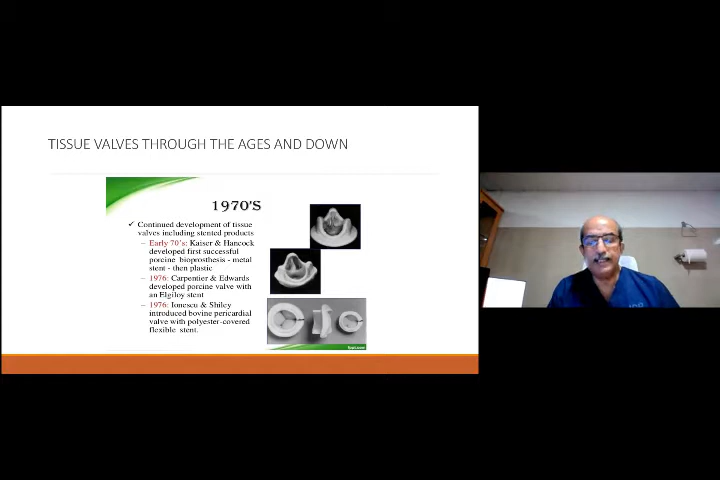 TISSUE VALVES THROUGH THE AGES AND DOWN
1970'S
✓ Continued development of tissue
valves including stented products
– Early 70's: Kaiser & Hancock
developed first successful
porcine bioprosthesis - metal
stent - then plastic
– 1976: Carpentier & Edwards
developed porcine valve with
an Elgiloy stent
– 1976: Ionescu & Shiley
introduced bovine pericardial
valve with polyester-covered
flexible stent.